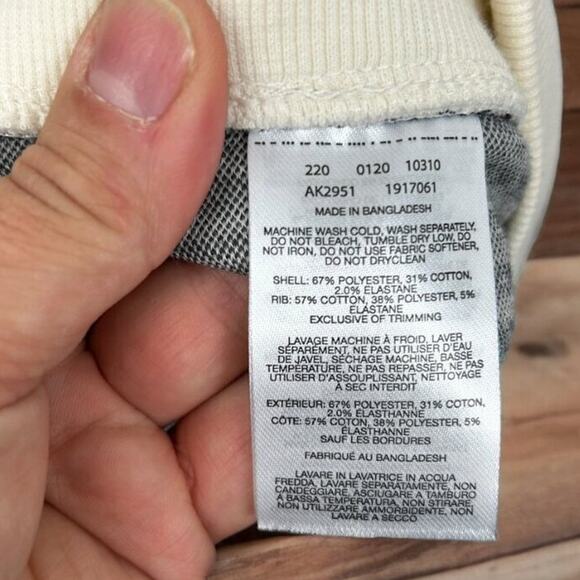 220 0120 10310
AK2951 1917061
MADE IN BANGLADESH
MACHINE WASH COLD, WASH SEPARATELY,
DO NOT BLEACH, TUMBLE DRY LOW, DO
NOT IRON, DO NOT USE FABRIC SOFTENER,
DO NOT DRYCLEAN
SHELL: 67% POLYESTER, 31% COTTON,
2.0% ELASTANE
RIB: 57% COTTON, 38% POLYESTER, 5%
ELASTANE
EXCLUSIVE OF TRIMMING
LAVAGE MACHINE À FROID, LAVER
SÉPARÉMENT, NE PAS UTILISER D'EAU
DE JAVEL, SÉCHAGE MACHINE, BASSE
TEMPÉRATURE, NE PAS REPASSER, NE PAS
UTILISER D'ASSOUPLISSANT, NETTOYAGE
À SEC INTERDIT
EXTÉRIEUR: 67% POLYESTER, 31% COTON,
2.0% ÉLASTHANNE
CÔTE: 57% COTON, 38% POLYESTER, 5%
ÉLASTHANNE
SAUF LES BORDURES
FABRIQUÉ AU BANGLADESH
LAVARE IN LAVATRICE IN ACQUA
FREDDA, LAVARE SEPARATAMENTE, NON
CANDEGGIARE, ASCIUGARE A TAMBURO
A BASSA TEMPERATURA, NON STIRARE,
NON UTILIZZARE AMMORBIDENTE, NON
LAVARE A SECCO